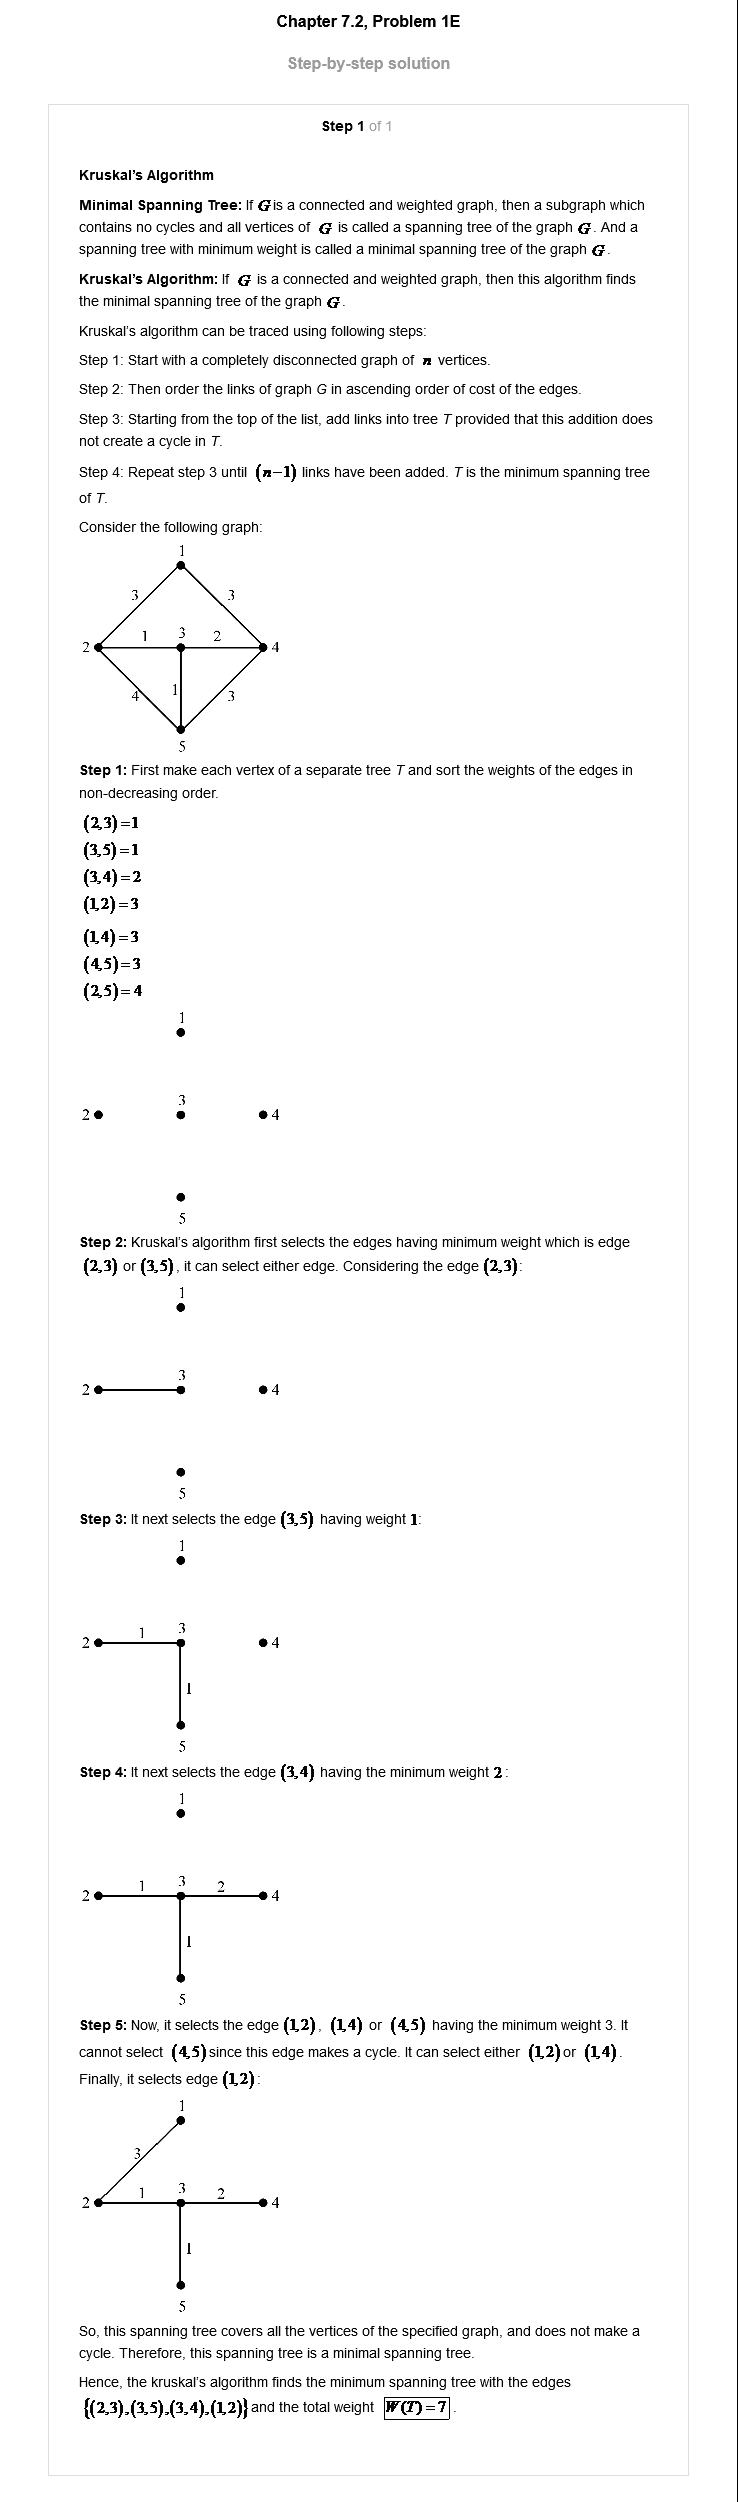 Chapter 7.2, Problem 1E
Step-by-step solution
Step 1 of 1
Kruskal's Algorithm
Minimal Spanning Tree: If G is a connected and weighted graph, then a subgraph which
contains no cycles and all vertices of G is called a spanning tree of the graph G. And a
spanning tree with minimum weight is called a minimal spanning tree of the graph G.
Kruskal's Algorithm: If G is a connected and weighted graph, then this algorithm finds
the minimal spanning tree of the graph G.
Kruskal's algorithm can be traced using following steps:
Step 1: Start with a completely disconnected graph of n vertices.
Step 2: Then order the links of graph G in ascending order of cost of the edges.
Step 3: Starting from the top of the list, add links into tree T provided that this addition does
not create a cycle in T.
Step 4: Repeat step 3 until (n−1) links have been added. T is the minimum spanning tree
of T.
Consider the following graph:
1
3 3
1 3 2
2 4
4 1 3
5
Step 1: First make each vertex of a separate tree T and sort the weights of the edges in
non-decreasing order.
(2,3)=1
(3,5)=1
(3,4)=2
(1,2)=3
(1,4)=3
(4,5)=3
(2,5)=4
1
3
2 4
5
Step 2: Kruskal's algorithm first selects the edges having minimum weight which is edge
(2,3) or (3,5), it can select either edge. Considering the edge (2,3):
1
3
2 4
5
Step 3: It next selects the edge (3,5) having weight 1:
1
1 3
2 4
1
5
Step 4: It next selects the edge (3,4) having the minimum weight 2:
1
1 3 2
2 4
1
5
Step 5: Now, it selects the edge (1,2), (1,4) or (4,5) having the minimum weight 3. It
cannot select (4,5) since this edge makes a cycle. It can select either (1,2) or (1,4).
Finally, it selects edge (1,2):
1
3
1 3 2
2 4
1
5
So, this spanning tree covers all the vertices of the specified graph, and does not make a
cycle. Therefore, this spanning tree is a minimal spanning tree.
Hence, the kruskal's algorithm finds the minimum spanning tree with the edges
{(2,3),(3,5),(3,4),(1,2)} and the total weight W(T)=7.